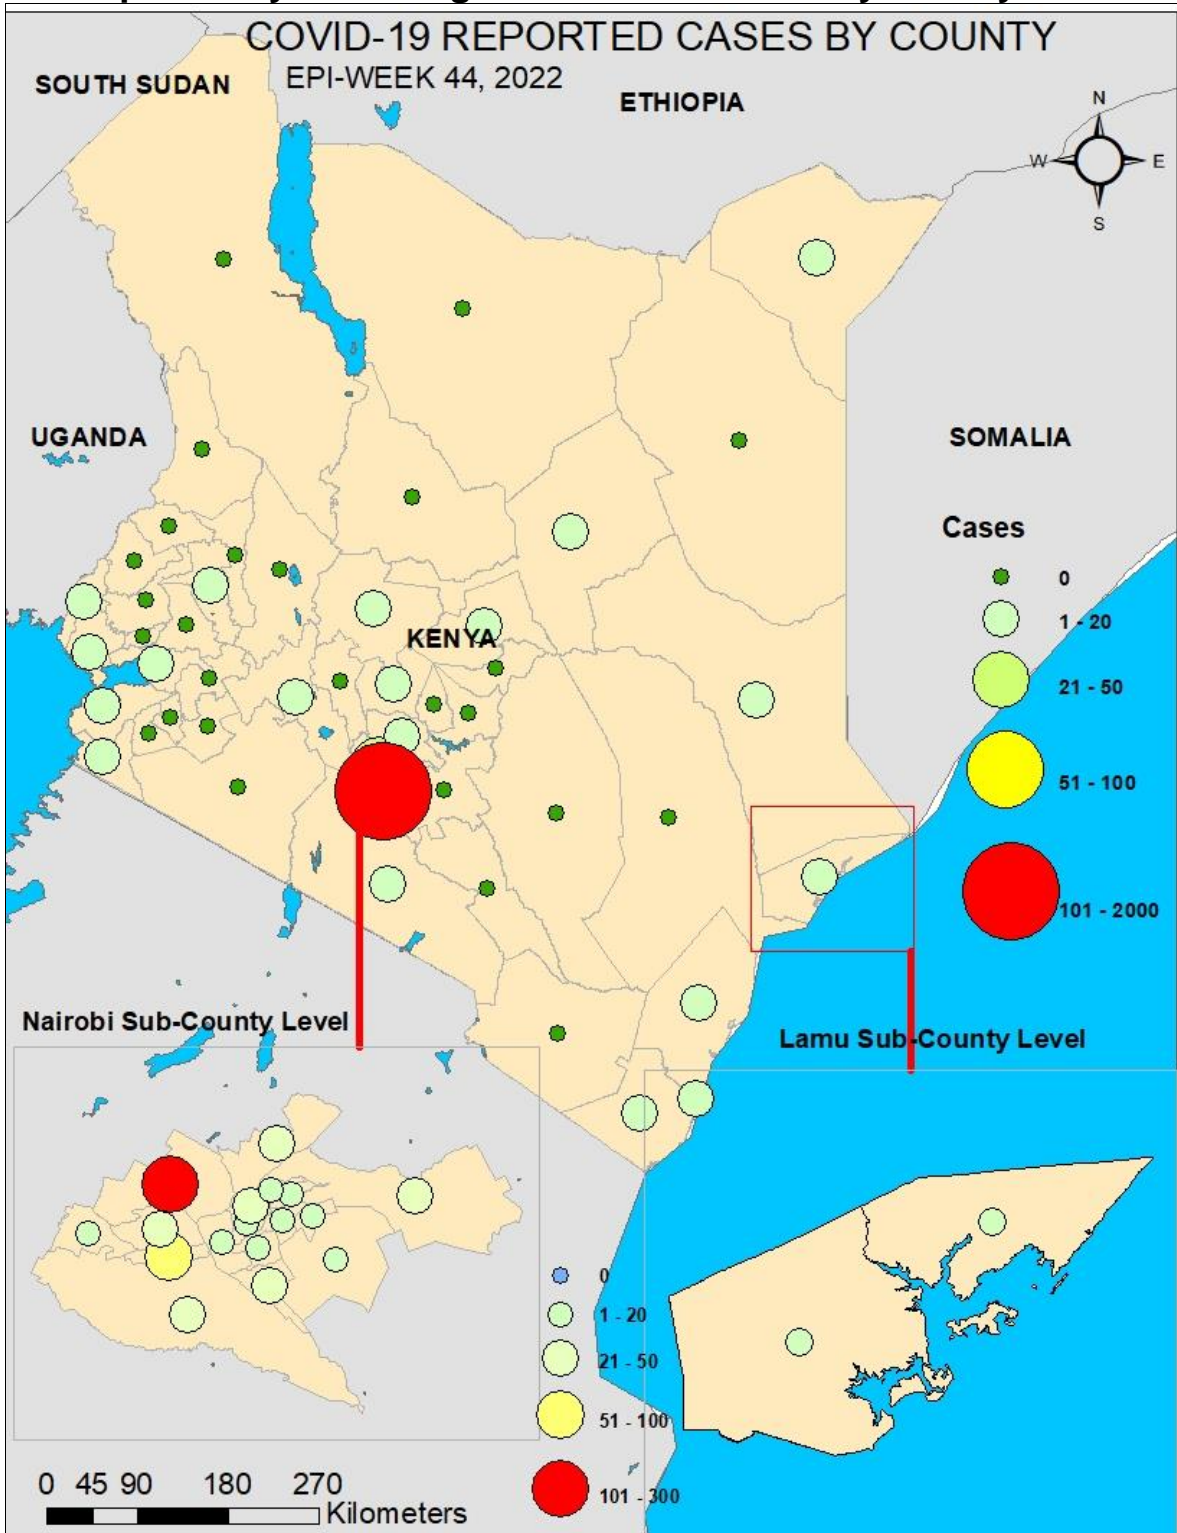 COVID-19 REPORTED CASES BY COUNTY
EPI-WEEK 44, 2022
SOUTH SUDAN
ETHIOPIA
N
W
E
S
UGANDA
SOMALIA
KENYA
Cases
0
1 - 20
21 - 50
51 - 100
101 - 2000
Nairobi Sub-County Level
Lamu Sub-County Level
0
1 - 20
21 - 50
51 - 100
101 - 300
0 45 90 180 270
Kilometers